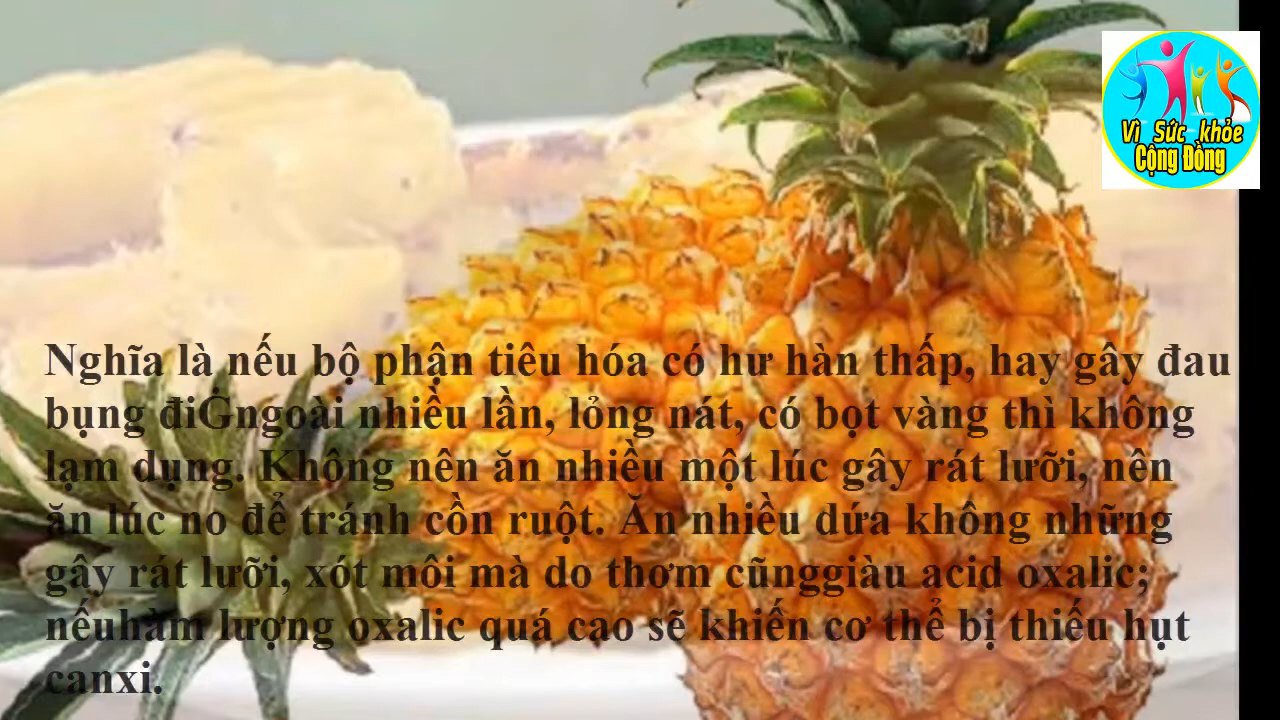 Vì Sức khỏe
Cộng Đồng
Nghĩa là nếu bộ phận tiêu hóa có hư hàn thấp, hay gây đau
bụng điĠngoài nhiều lần, lỏng nát, có bọt vàng thì không
lạm dụng. Không nên ăn nhiều một lúc gây rát lưỡi, nên
ăn lúc no để tránh cồn ruột. Ăn nhiều dứa không những
gây rát lưỡi, xót môi mà do thơm cũnggiàu acid oxalic;
nếuhàm lượng oxalic quá cao sẽ khiến cơ thể bị thiếu hụt
canxi.